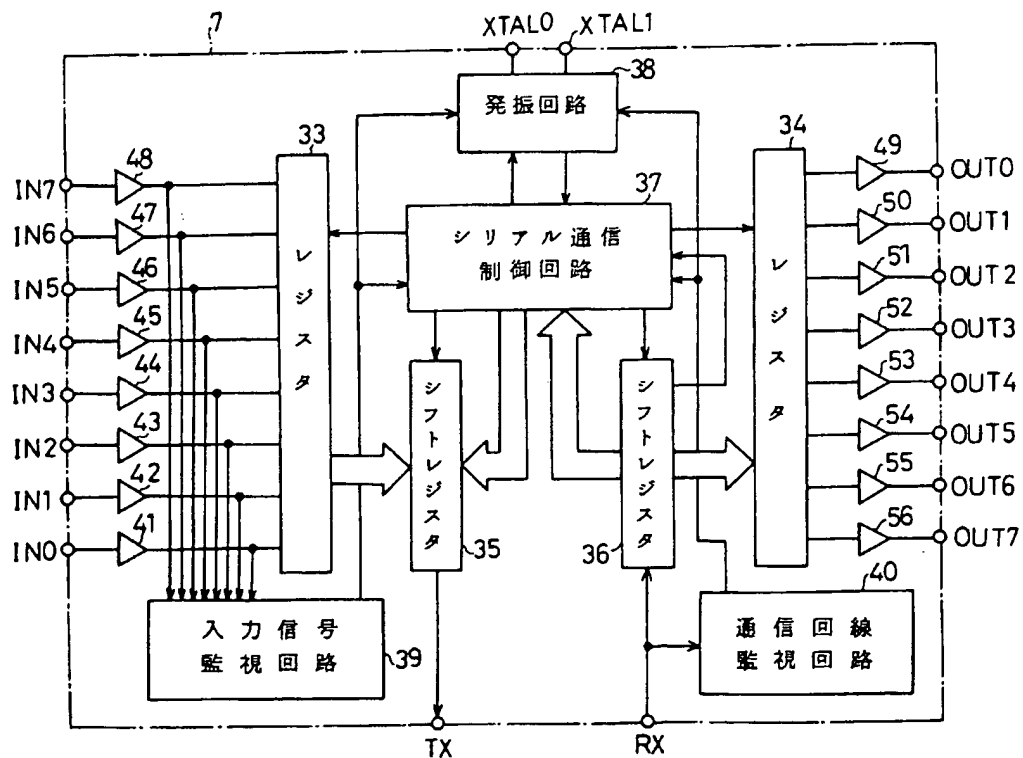 XTAL0
XTAL1
7
38
発振回路
33
34
37
シリアル通信
制御回路
IN7
48
IN6
47
IN5
46
IN4
45
IN3
44
IN2
43
IN1
42
IN0
41
レジスタ
レジスタ
49
OUT0
50
OUT1
51
OUT2
52
OUT3
53
OUT4
54
OUT5
55
OUT6
56
OUT7
シフトレジスタ
35
シフトレジスタ
36
入力信号
監視回路
39
40
通信回線
監視回路
TX
RX